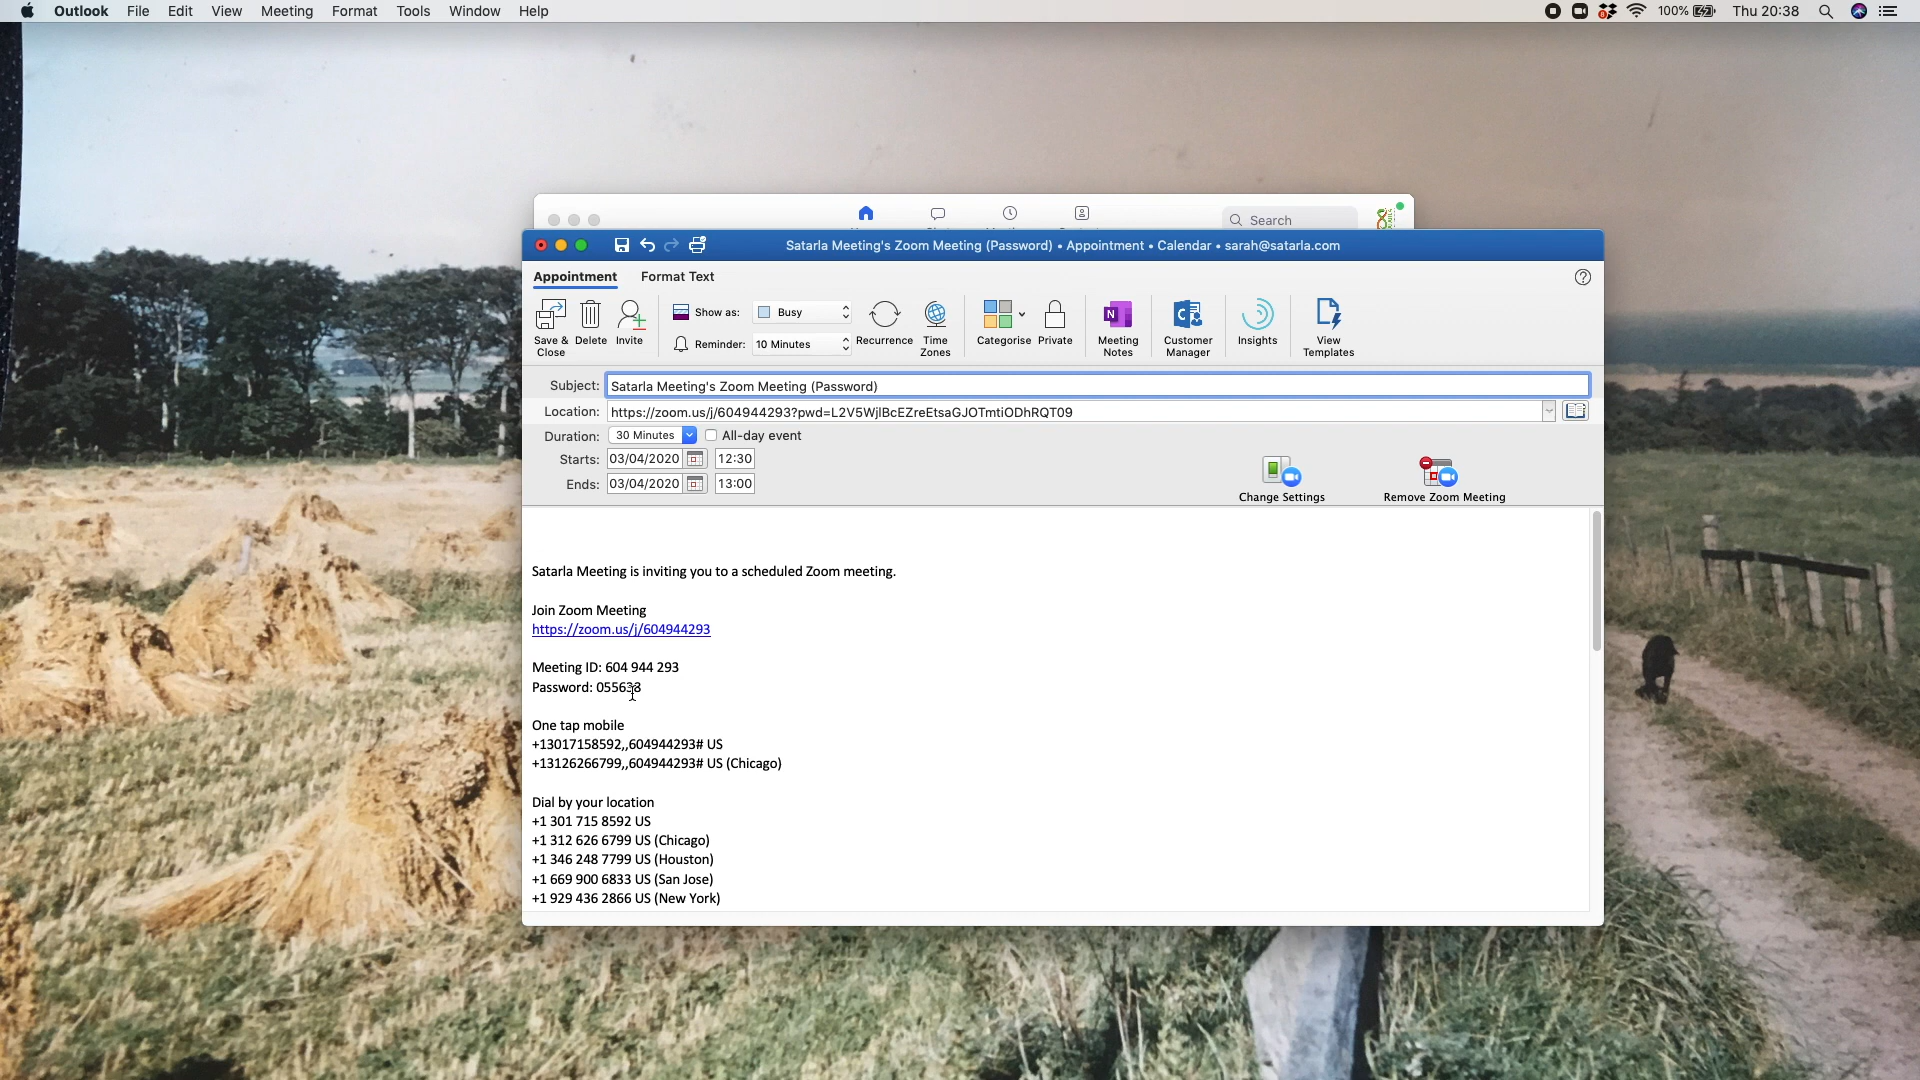 Outlook File Edit View Meeting Format Tools Window Help 100% Thu 20:38
Search
Satarla Meeting's Zoom Meeting (Password) • Appointment • Calendar • sarah@satarla.com
Appointment Format Text
Save & Close Delete Invite
Show as: Busy
Reminder: 10 Minutes
Recurrence Time Zones Categorise Private Meeting Notes Customer Manager Insights View Templates
Subject: Satarla Meeting's Zoom Meeting (Password)
Location: https://zoom.us/j/604944293?pwd=L2V5WjlBcEZreEtsaGJOTmtiODhRQT09
Duration: 30 Minutes All-day event
Starts: 03/04/2020 12:30
Ends: 03/04/2020 13:00
Change Settings Remove Zoom Meeting
Satarla Meeting is inviting you to a scheduled Zoom meeting.
Join Zoom Meeting
https://zoom.us/j/604944293
Meeting ID: 604 944 293
Password:
One tap mobile
+13017158592,,604944293# US
+13126266799,,604944293# US (Chicago)
Dial by your location
+1 301 715 8592 US
+1 312 626 6799 US (Chicago)
+1 346 248 7799 US (Houston)
+1 669 900 6833 US (San Jose)
+1 929 436 2866 US (New York)